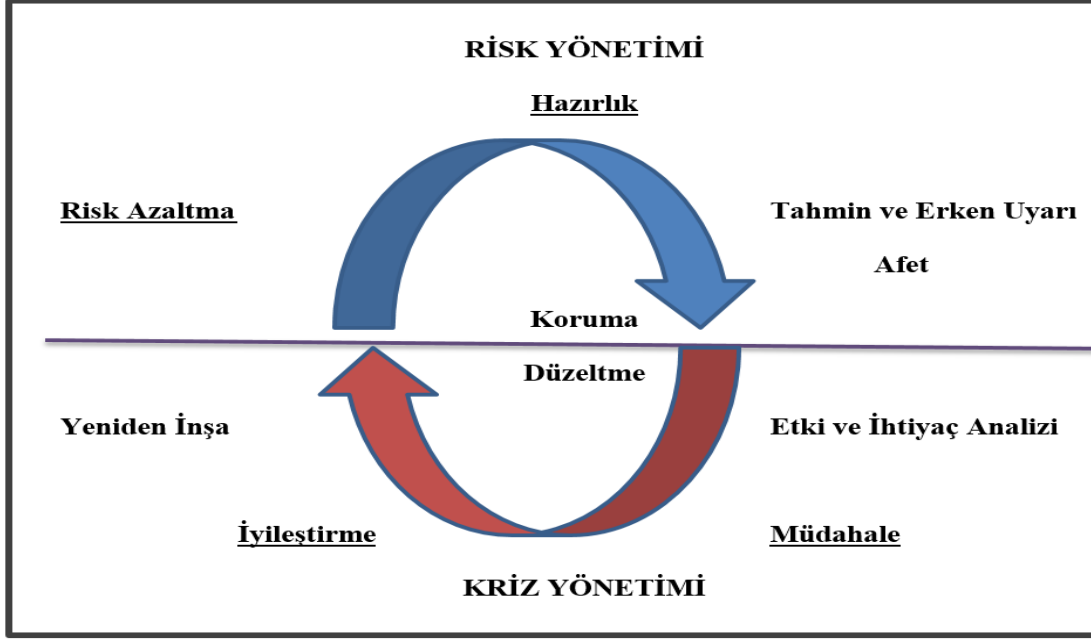 RİSK YÖNETİMİ
Hazırlık
Risk Azaltma
Tahmin ve Erken Uyarı
Afet
Koruma
Düzeltme
Yeniden İnşa
Etki ve İhtiyaç Analizi
İyileştirme
Müdahale
KRİZ YÖNETİMİ